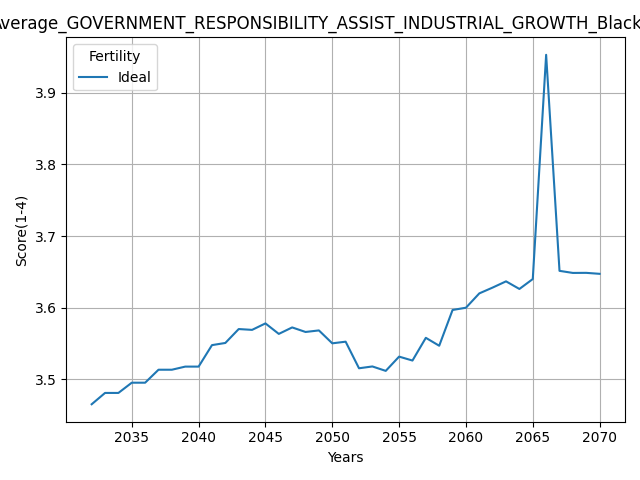 verage_GOVERNMENT_RESPONSIBILITY_ASSIST_INDUSTRIAL_GROWTH_Black
Fertility
Ideal
3.9
3.8
3.7
3.6
3.5
Score(1-4)
2035 2040 2045 2050 2055 2060 2065 2070
Years